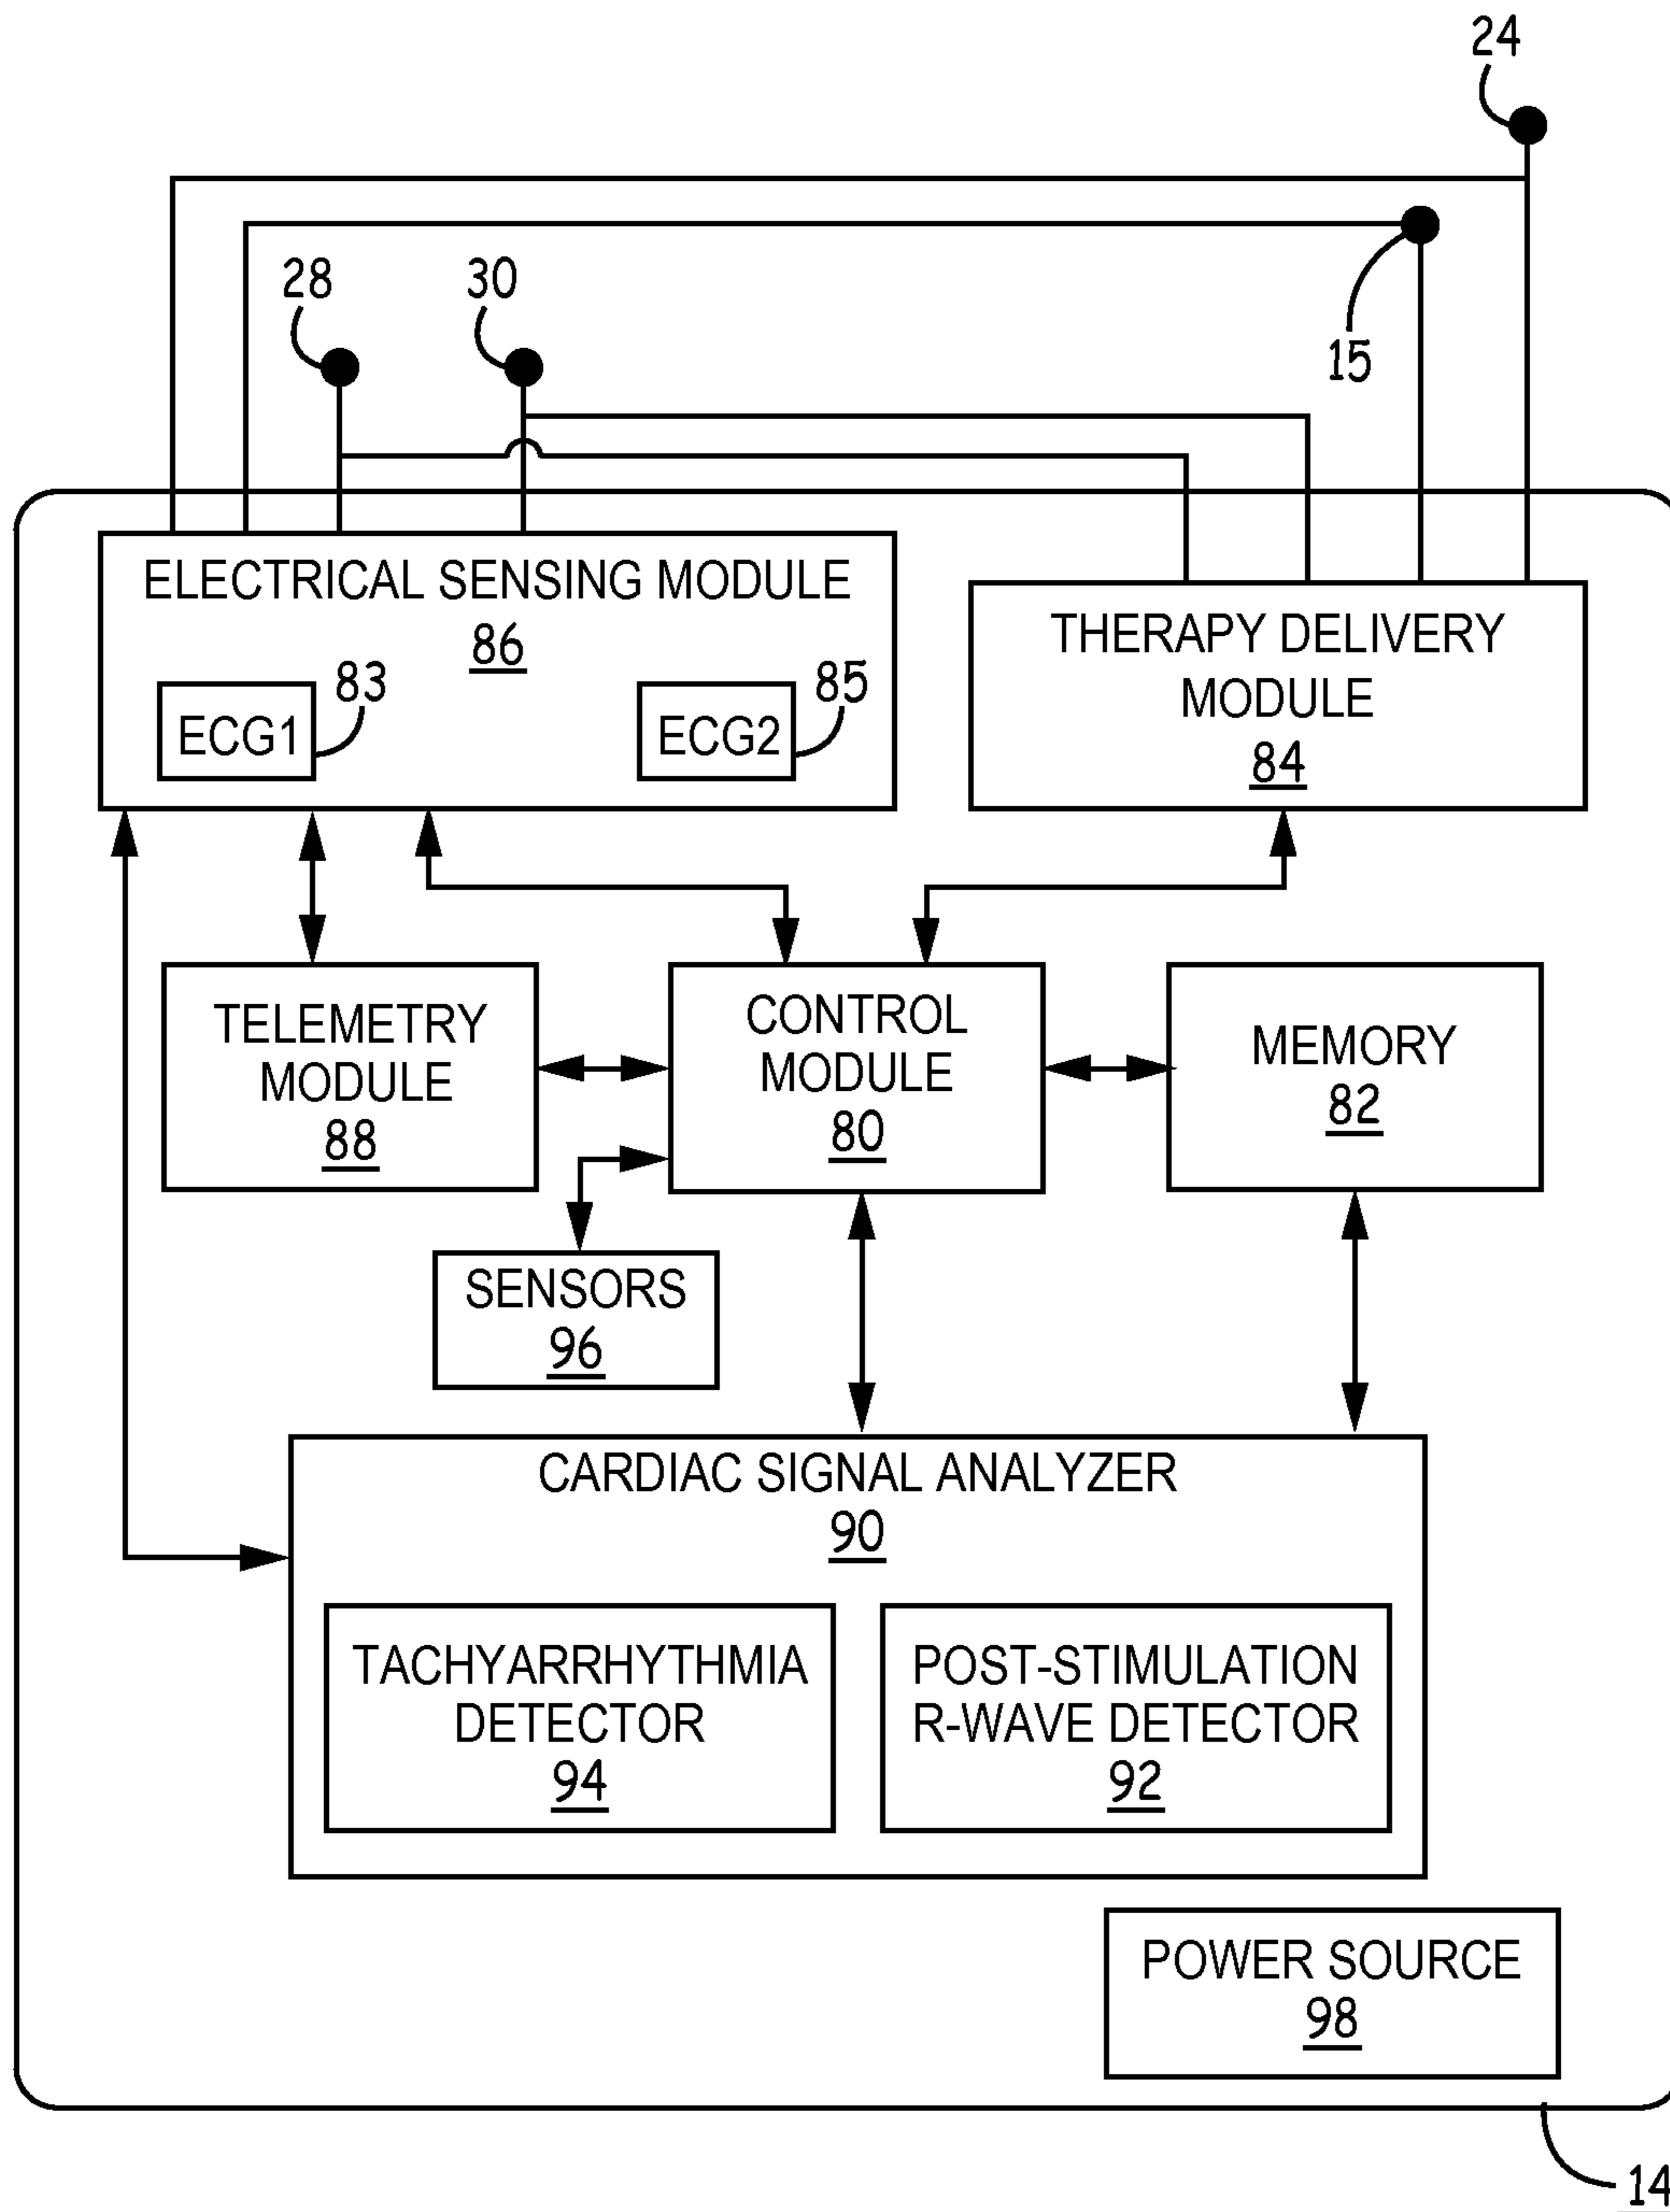 24
28
30
15
ELECTRICAL SENSING MODULE
86
83
85
ECG1
ECG2
THERAPY DELIVERY
MODULE
84
TELEMETRY
MODULE
88
CONTROL
MODULE
80
MEMORY
82
SENSORS
96
CARDIAC SIGNAL ANALYZER
90
TACHYARRHYTHMIA
DETECTOR
94
POST-STIMULATION
R-WAVE DETECTOR
92
POWER SOURCE
98
14